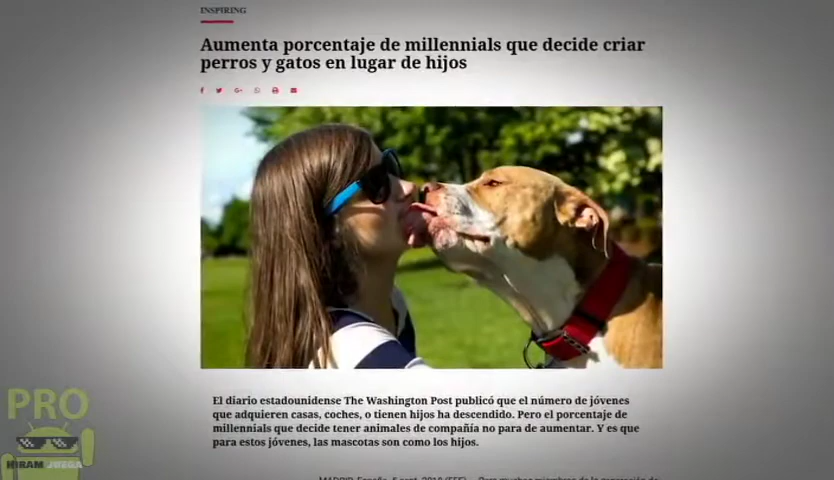 INSPIRING
Aumenta porcentaje de millennials que decide criar
perros y gatos en lugar de hijos
El diario estadounidense The Washington Post publicó que el número de jóvenes
que adquieren casas, coches, o tienen hijos ha descendido. Pero el porcentaje de
millennials que decide tener animales de compañía no para de aumentar. Y es que
para estos jóvenes, las mascotas son como los hijos.
PRO
HIRAM JUEGA